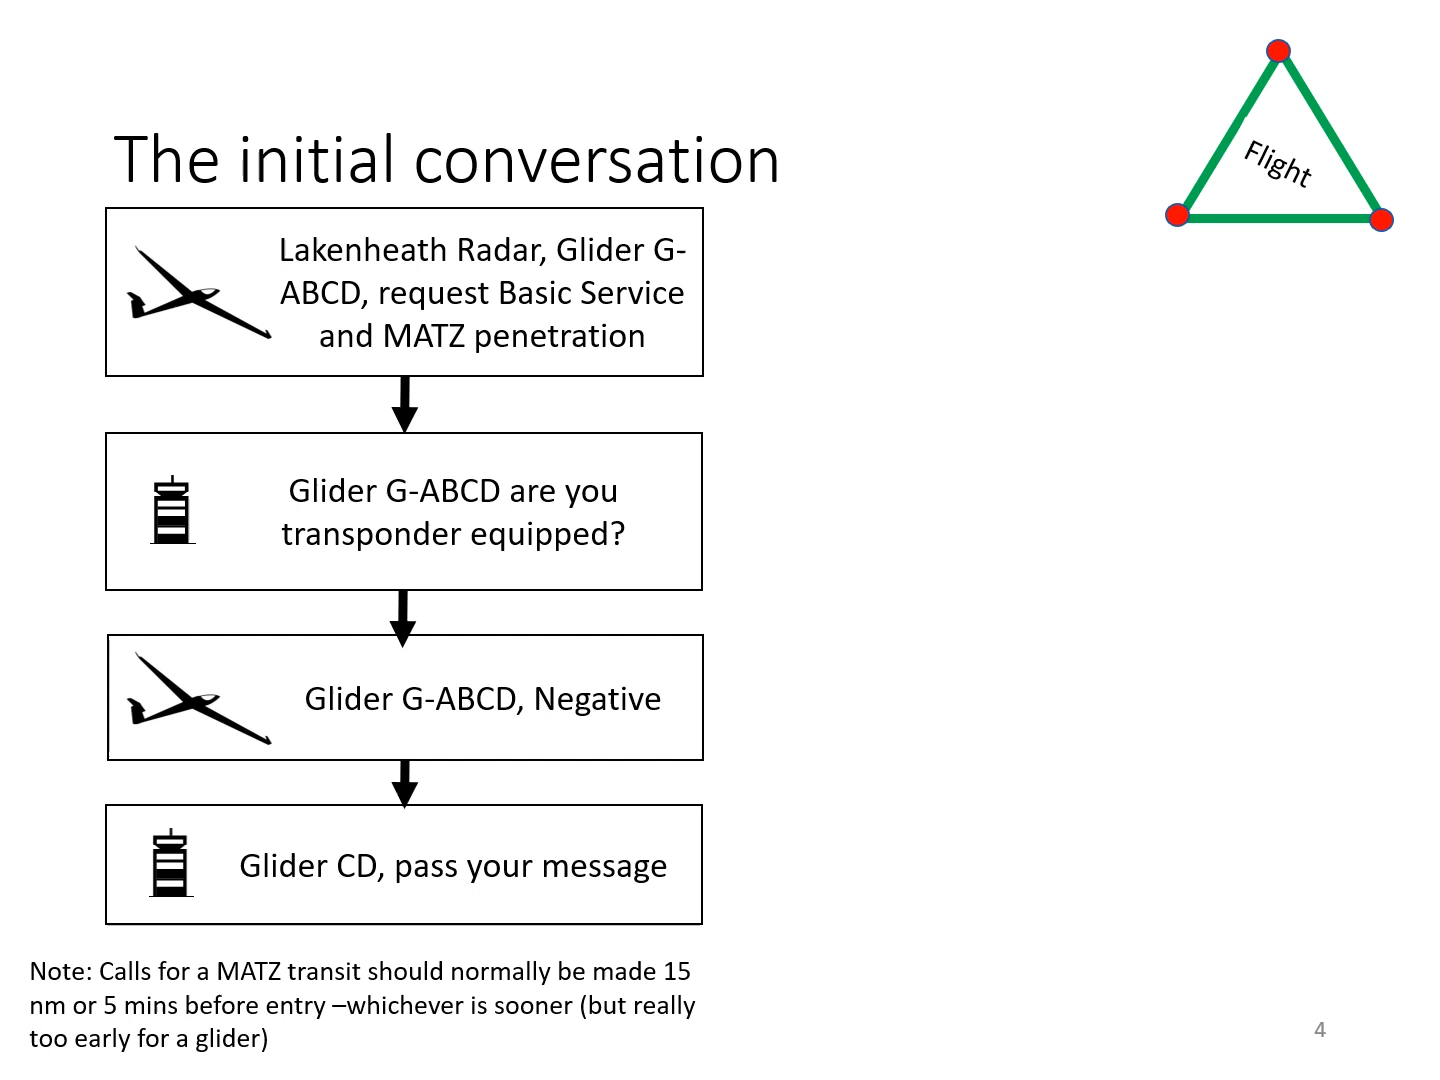 Flight
The initial conversation
Lakenheath Radar, Glider G-
ABCD, request Basic Service
and MATZ penetration
Glider G-ABCD are you
transponder equipped?
Glider G-ABCD, Negative
Glider CD, pass your message
Note: Calls for a MATZ transit should normally be made 15
nm or 5 mins before entry –whichever is sooner (but really
too early for a glider)
4